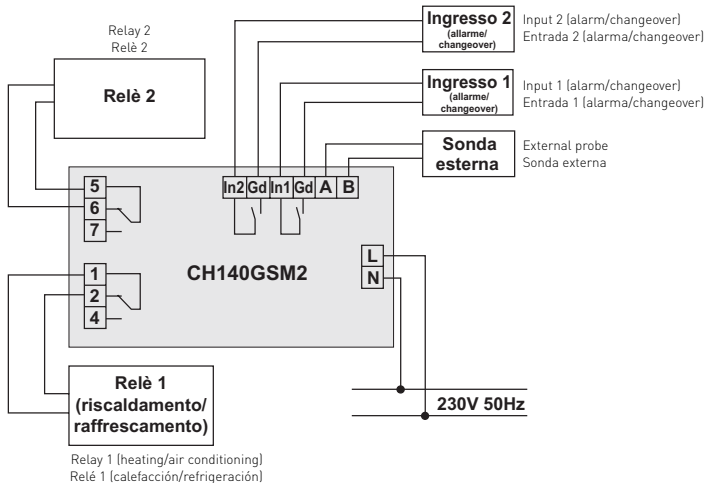 Relay 2
Relè 2
Relè 2
Ingresso 2
(allarme/
changeover)
Input 2 (alarm/changeover)
Entrada 2 (alarma/changeover)
Ingresso 1
(allarme/
changeover)
Input 1 (alarm/changeover)
Entrada 1 (alarma/changeover)
Sonda
esterna
External probe
Sonda externa
In2 Gd In1 Gd A B
5
6
7
1
2
4
CH140GSM2
L
N
Relè 1
(riscaldamento/
raffrescamento)
230V 50Hz
Relay 1 (heating/air conditioning)
Relé 1 (calefacción/refrigeración)